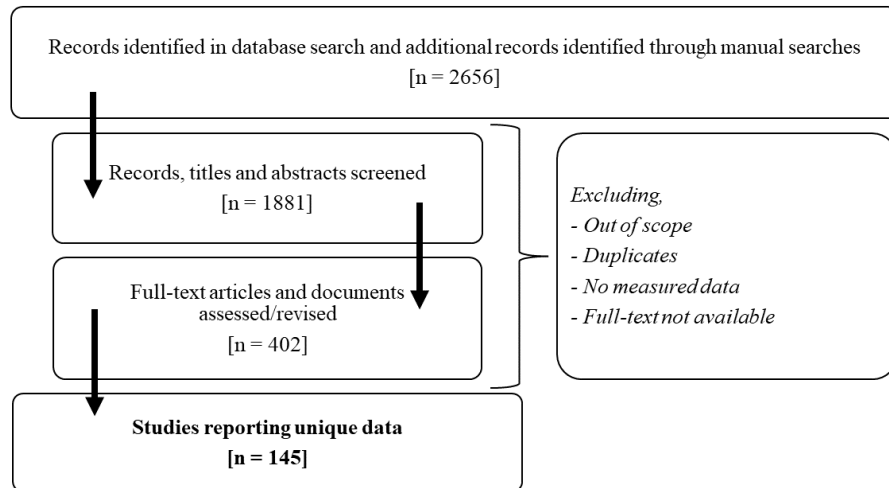 Records identified in database search and additional records identified through manual searches
[n = 2656]
Records, titles and abstracts screened
[n = 1881]
Full-text articles and documents
assessed/revised
[n = 402]
Studies reporting unique data
[n = 145]
Excluding,
- Out of scope
- Duplicates
- No measured data
- Full-text not available